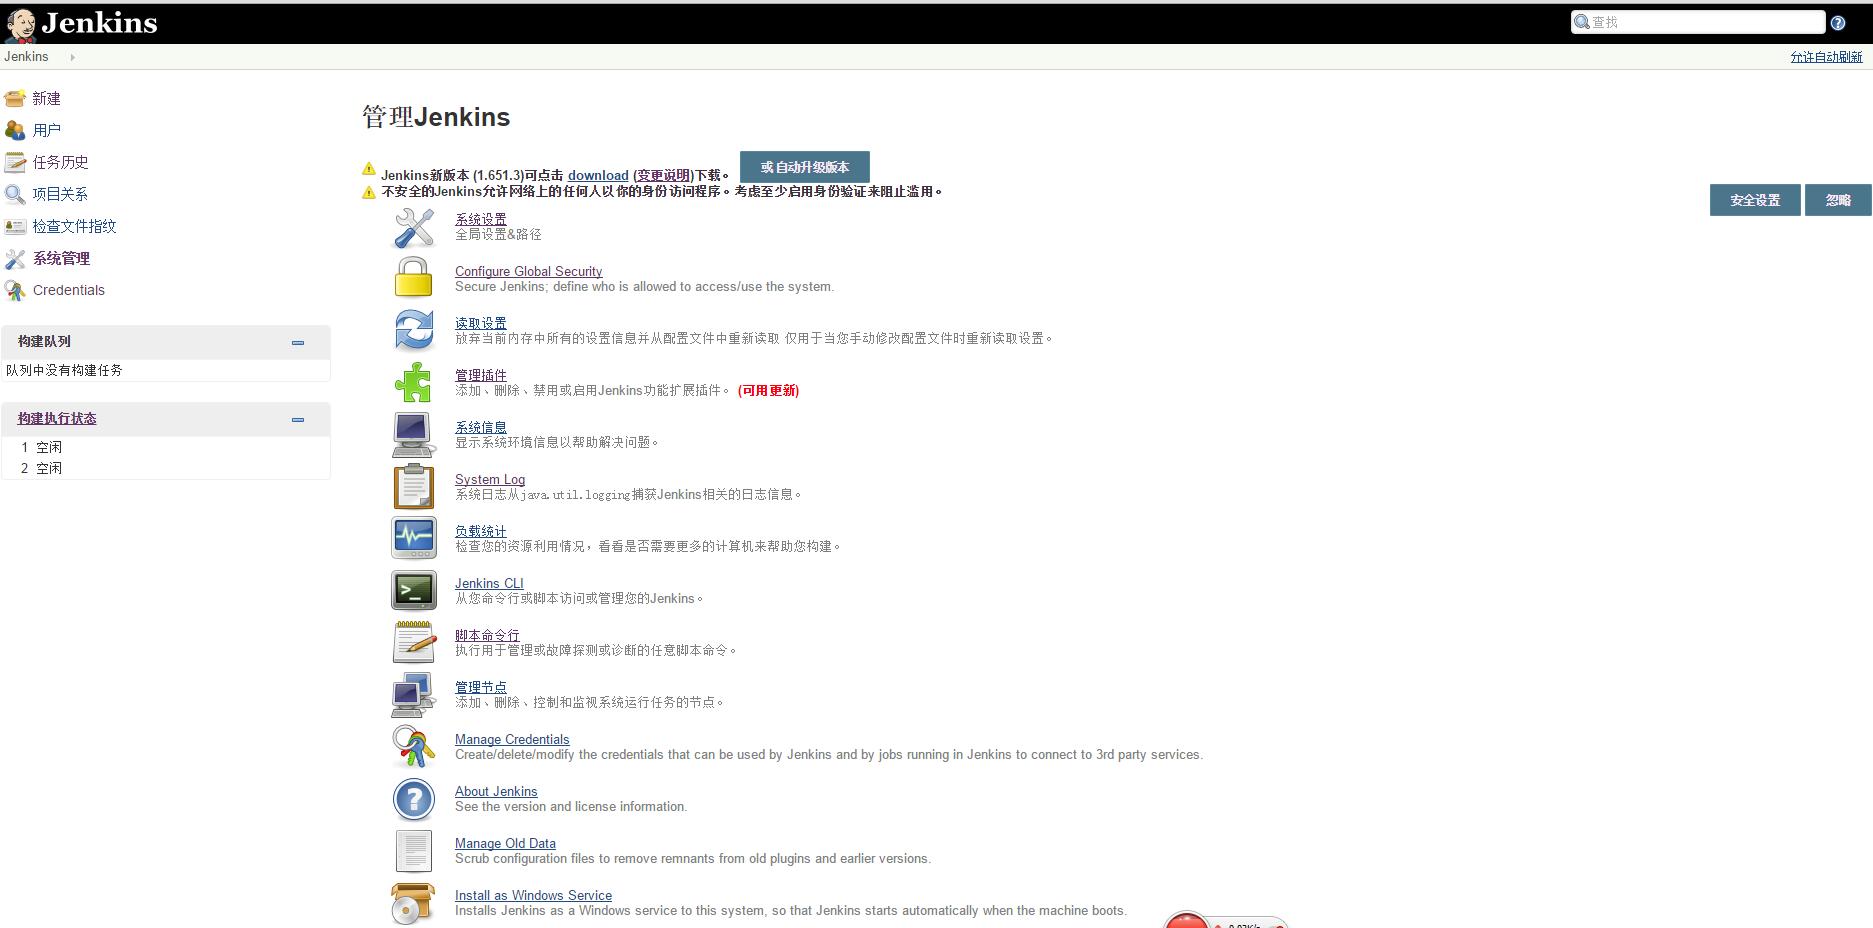 Jenkins
查找
Jenkins
允许自动刷新
新建
用户
任务历史
项目关系
检查文件指纹
系统管理
Credentials
构建队列
队列中没有构建任务
构建执行状态
1 空闲
2 空闲
管理Jenkins
Jenkins新版本 (1.651.3)可点击 download (变更说明)下载。
或 自动升级版本
不安全的Jenkins允许网络上的任何人以你的身份访问程序。考虑至少启用身份验证来阻止滥用。
安全设置
忽略
系统设置
全局设置&路径
Configure Global Security
Secure Jenkins; define who is allowed to access/use the system.
读取设置
放弃当前内存中所有的设置信息并从配置文件中重新读取 仅用于当您手动修改配置文件时重新读取设置。
管理插件
添加、删除、禁用或启用Jenkins功能扩展插件。 (可用更新)
系统信息
显示系统环境信息以帮助解决问题。
System Log
系统日志从java.util.logging捕获Jenkins相关的日志信息。
负载统计
检查您的资源利用情况，看看是否需要更多的计算机来帮助您构建。
Jenkins CLI
从您命令行或脚本访问或管理您的Jenkins。
脚本命令行
执行用于管理或故障探测或诊断的任意脚本命令。
管理节点
添加、删除、控制和监视系统运行任务的节点。
Manage Credentials
Create/delete/modify the credentials that can be used by Jenkins and by jobs running in Jenkins to connect to 3rd party services.
About Jenkins
See the version and license information.
Manage Old Data
Scrub configuration files to remove remnants from old plugins and earlier versions.
Install as Windows Service
Installs Jenkins as a Windows service to this system, so that Jenkins starts automatically when the machine boots.